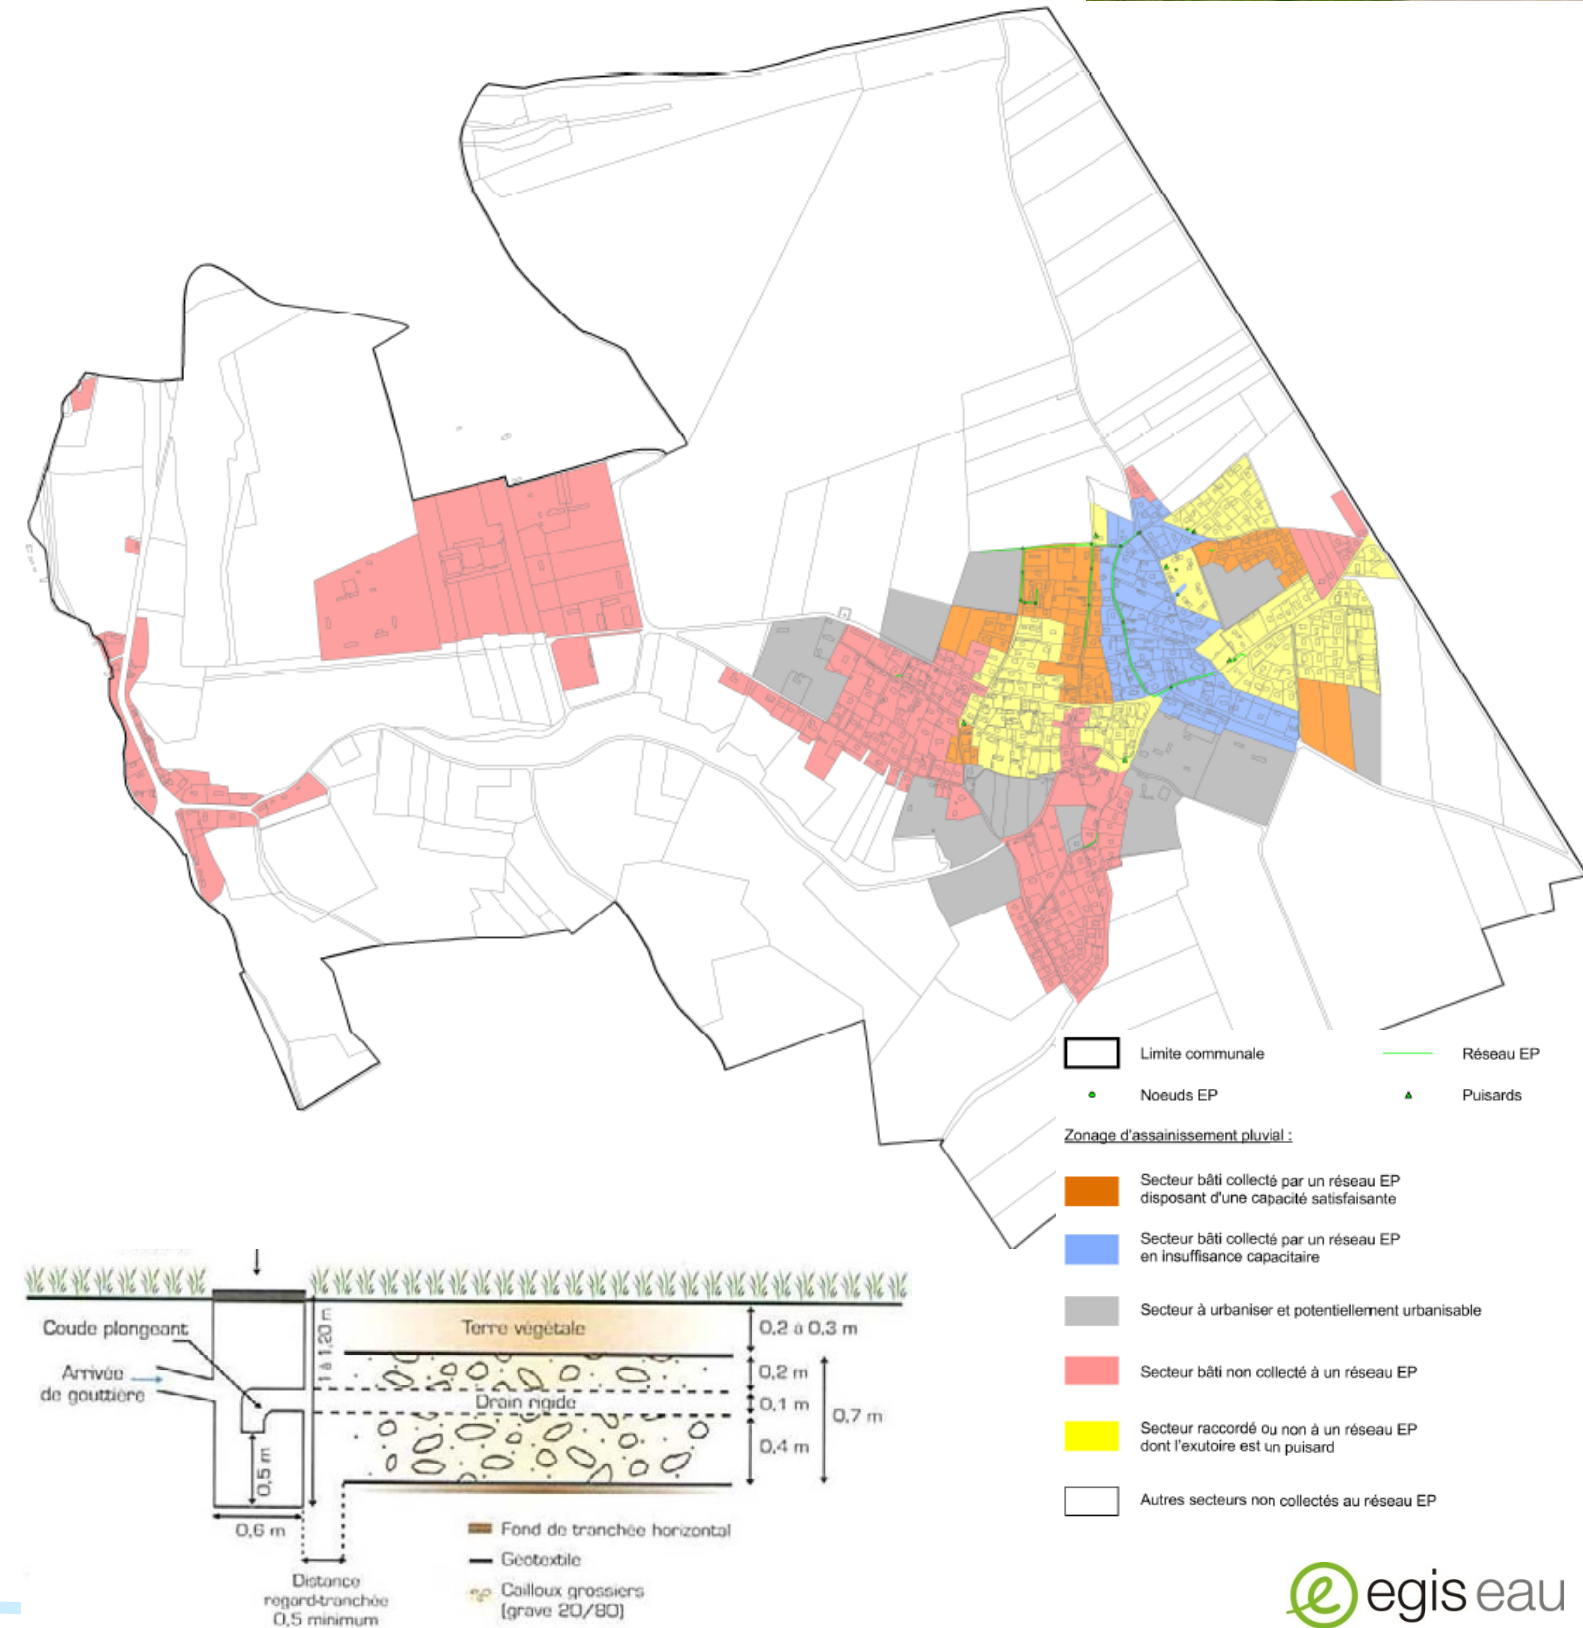 Limite communale
Réseau EP
Noeuds EP
Puisards
Zonage d'assainissement pluvial :
Secteur bâti collecté par un réseau EP
disposant d'une capacité satisfaisante
Secteur bâti collecté par un réseau EP
en insuffisance capacitaire
Secteur à urbaniser et potentiellement urbanisable
Secteur bâti non collecté à un réseau EP
Secteur raccordé ou non à un réseau EP
dont l'exutoire est un puisard
Autres secteurs non collectés au réseau EP
Coude plongeant
Arrivée
de gouttière
1 à 1,20 m
0,5 m
0,6 m
Terre végétale
Drain rigide
0,2 à 0,3 m
0,2 m
0,1 m
0,4 m
0,7 m
Distance
regard-tranchée
0,5 minimum
Fond de tranchée horizontal
Géotextile
Cailloux grossiers
(grave 20/80)
egis eau